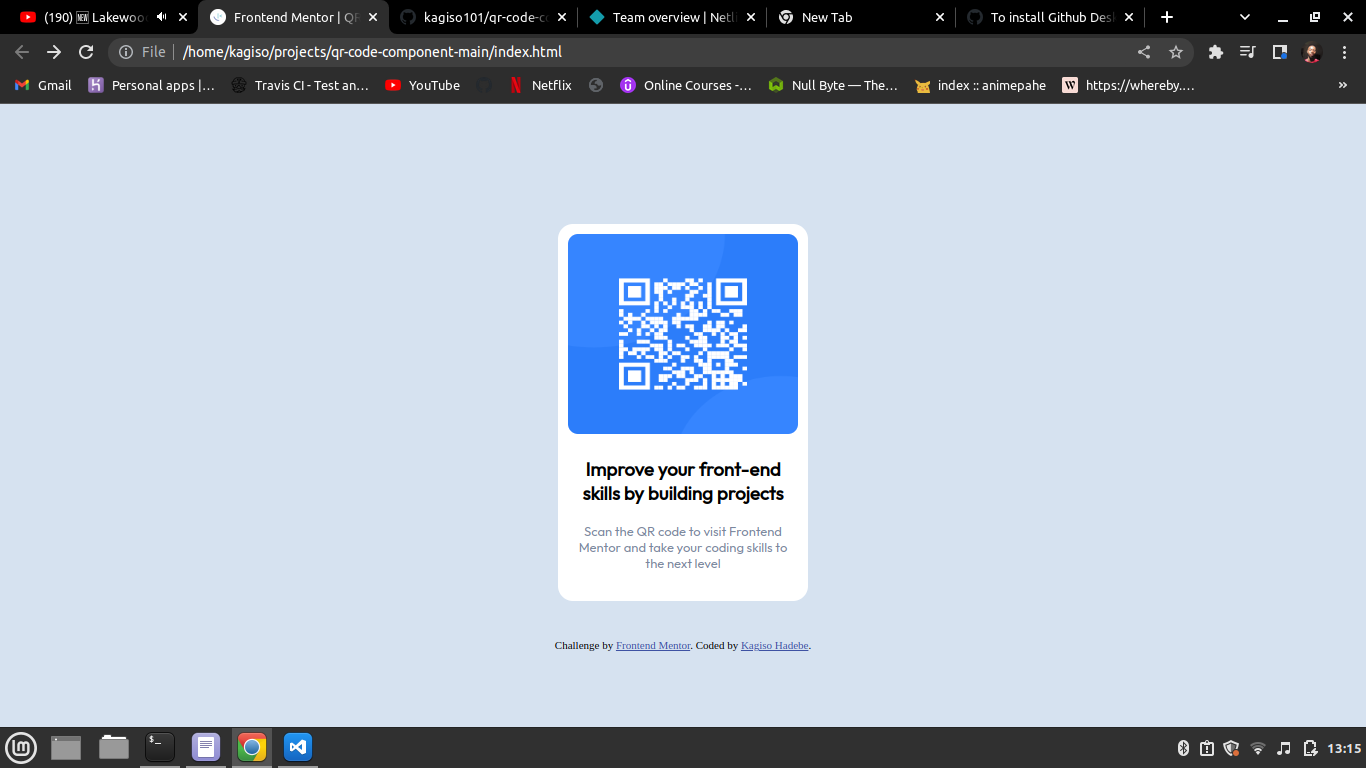 (190) 🆕 Lakewood
Frontend Mentor | QR
kagiso101/qr-code-co
Team overview | Netli
New Tab
To install Github Desk
File
/home/kagiso/projects/qr-code-component-main/index.html
Gmail
Personal apps |...
Travis CI - Test an...
YouTube
Netflix
Online Courses -...
Null Byte — The...
index :: animepahe
https://whereby....
»
Improve your front-end
skills by building projects
Scan the QR code to visit Frontend
Mentor and take your coding skills to
the next level
Challenge by Frontend Mentor. Coded by Kagiso Hadebe.
13:15